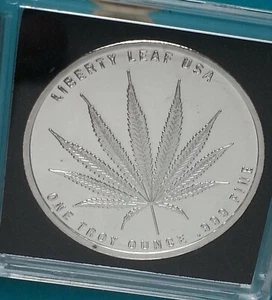 LIBERTY LEAF USA
ONE TROY OUNCE .999 FINE